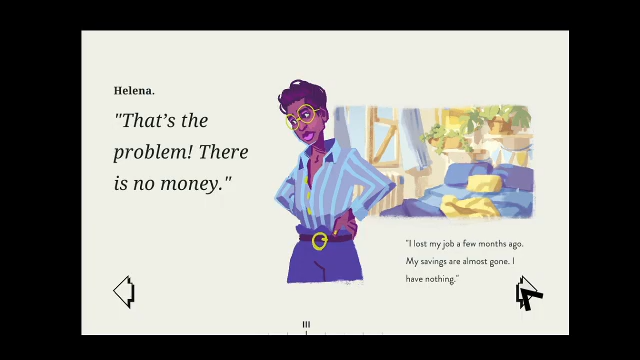 Helena.
"That's the
problem! There
is no money."
"I lost my job a few months ago.
My savings are almost gone. I
have nothing."
III